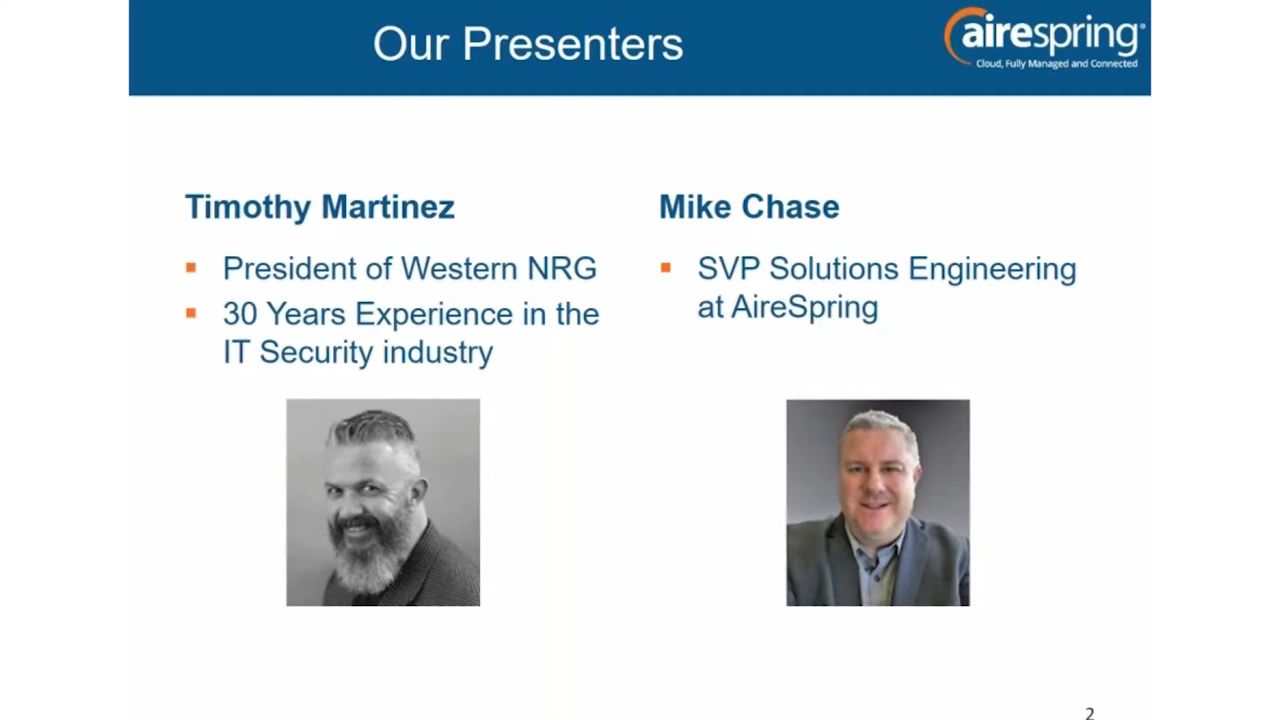 Our Presenters
airespring®
Cloud, Fully Managed and Connected
Timothy Martinez
President of Western NRG
30 Years Experience in the
IT Security industry
Mike Chase
SVP Solutions Engineering
at AireSpring
2